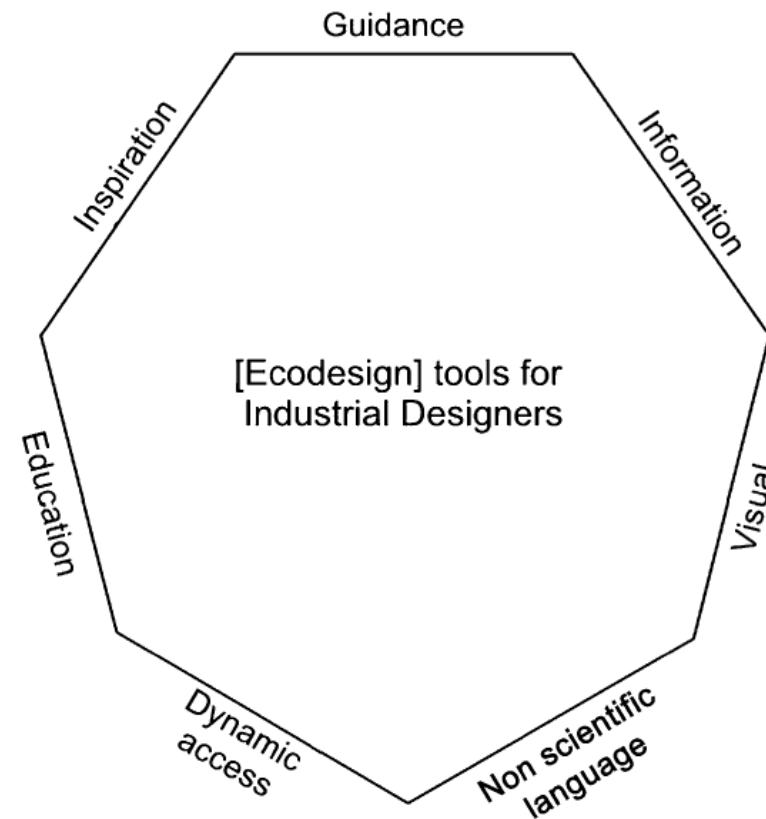 Guidance
Inspiration
Information
[Ecodesign] tools for
Industrial Designers
Education
Visual
Dynamic
access
Non scientific
language